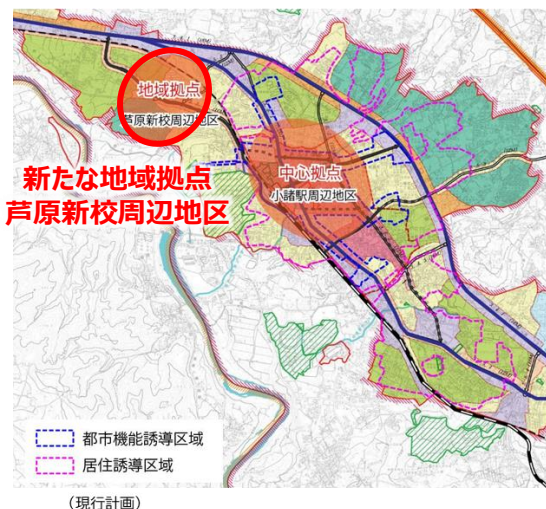 地域拠点
芦原新校周辺地区
中心拠点
小諸駅周辺地区
新たな地域拠点
芦原新校周辺地区
都市機能誘導区域
居住誘導区域
（現行計画）